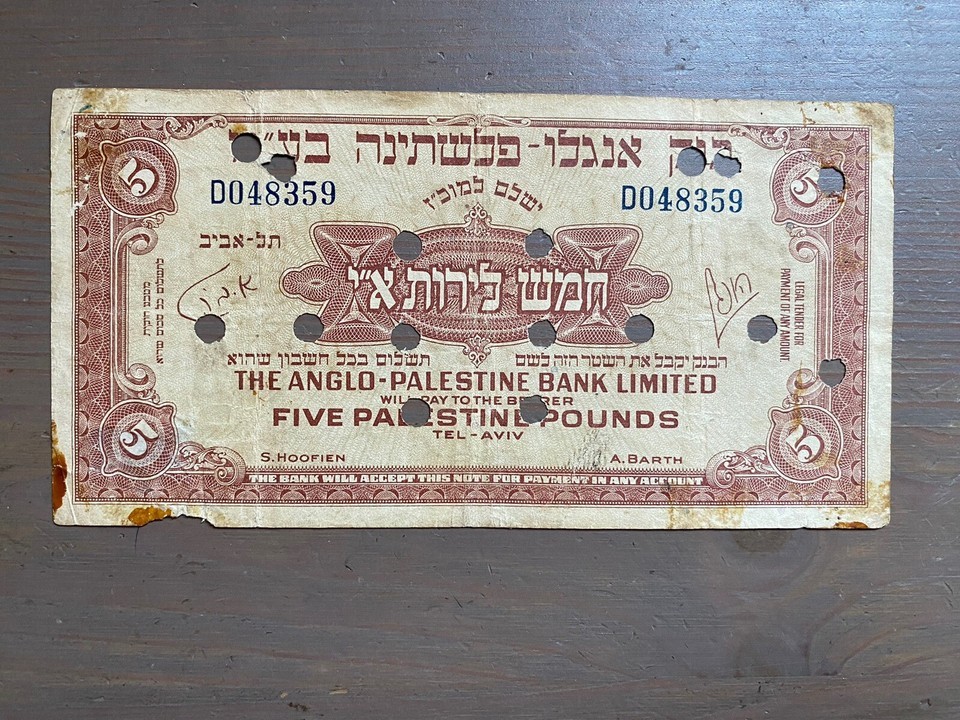 בנק אנגלו-פלשתינה בע״מ
D048359 D048359
ישלם למוכ״ז
תל-אביב
חמש לירות א״י
5
5
LEGAL TENDER FOR
PAYMENT OF ANY AMOUNT
הבנק יקבל את השטר הזה לשם תשלום בכל חשבון שהוא
THE ANGLO-PALESTINE BANK LIMITED
WILL PAY TO THE BEARER
FIVE PALESTINE POUNDS
TEL-AVIV
5
5
S. HOOFIEN A. BARTH
THE BANK WILL ACCEPT THIS NOTE FOR PAYMENT IN ANY ACCOUNT